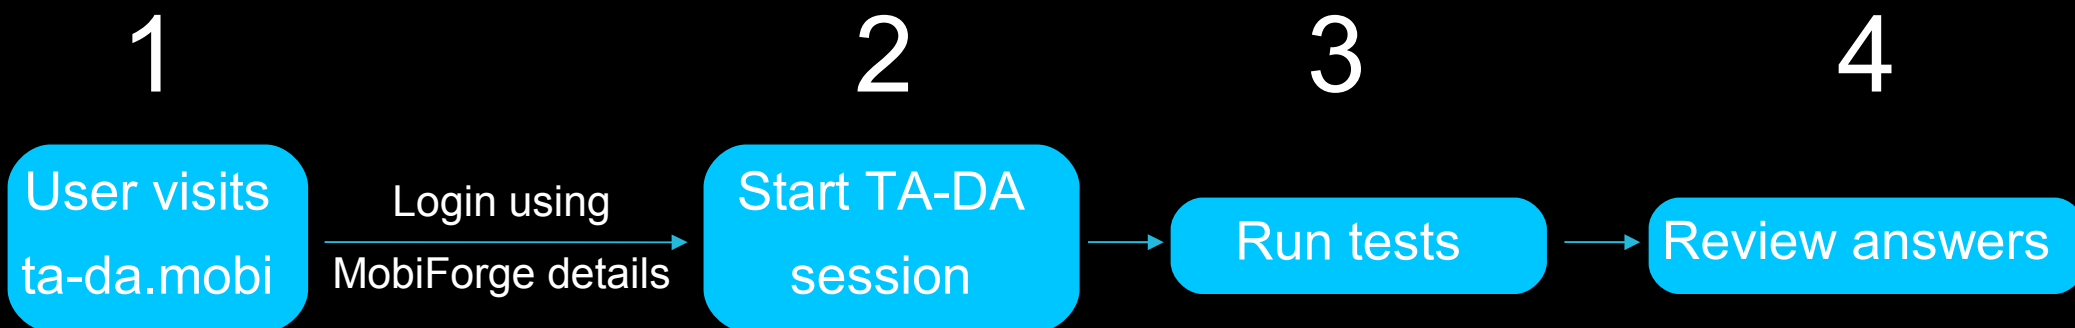 1
2
3
4
User visits
ta-da.mobi
Login using
MobiForge details
Start TA-DA
session
Run tests
Review answers